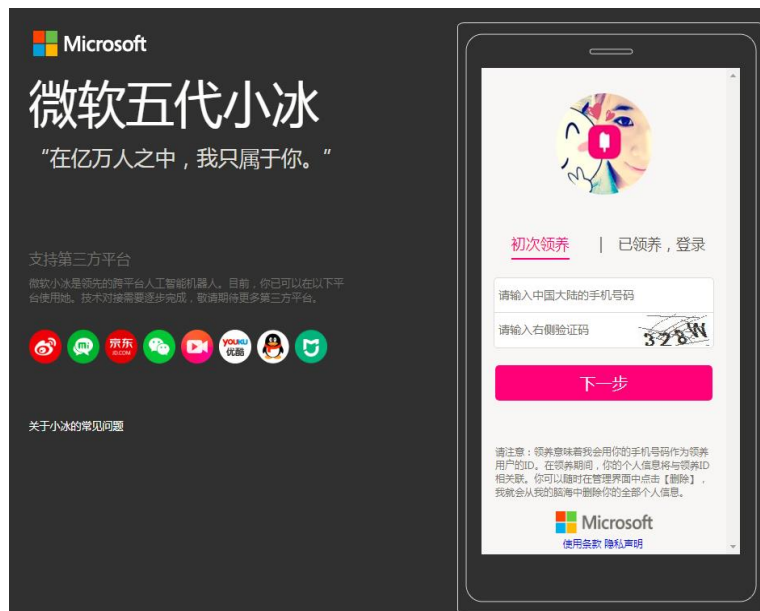 Microsoft
微软五代小冰
“在亿万人之中，我只属于你。”
支持第三方平台
微软小冰是领先的跨平台人工智能机器人。目前，你已可以在以下平
台使用她。技术对接需要逐步完成，敬请期待更多第三方平台。
mi
京东
JD.COM
YOUKU
优酷
关于小冰的常见问题
初次领养 | 已领养，登录
请输入中国大陆的手机号码
请输入右侧验证码
328W
下一步
请注意：领养意味着我会用你的手机号码作为领养
用户的ID。在领养期间，你的个人信息将与领养ID
相关联。你可以随时在管理界面中点击【删除】，
我就会从我的脑海中删除你的全部个人信息。
Microsoft
使用条款 隐私声明